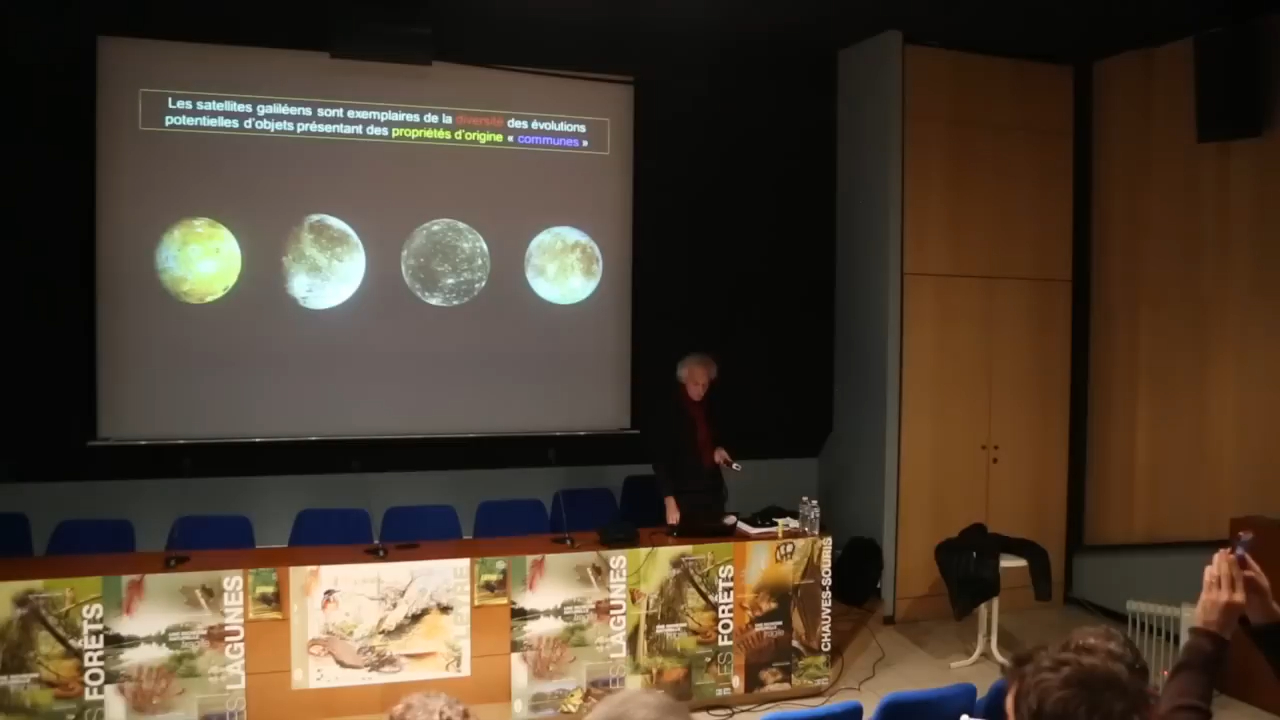 Les satellites galiléens sont exemplaires de la diversité des évolutions
potentielles d'objets présentant des propriétés d'origine « communes »
FORÊTS
LAGUNES
LES LAGUNES
LES FORÊTS
CHAUVES-SOURIS